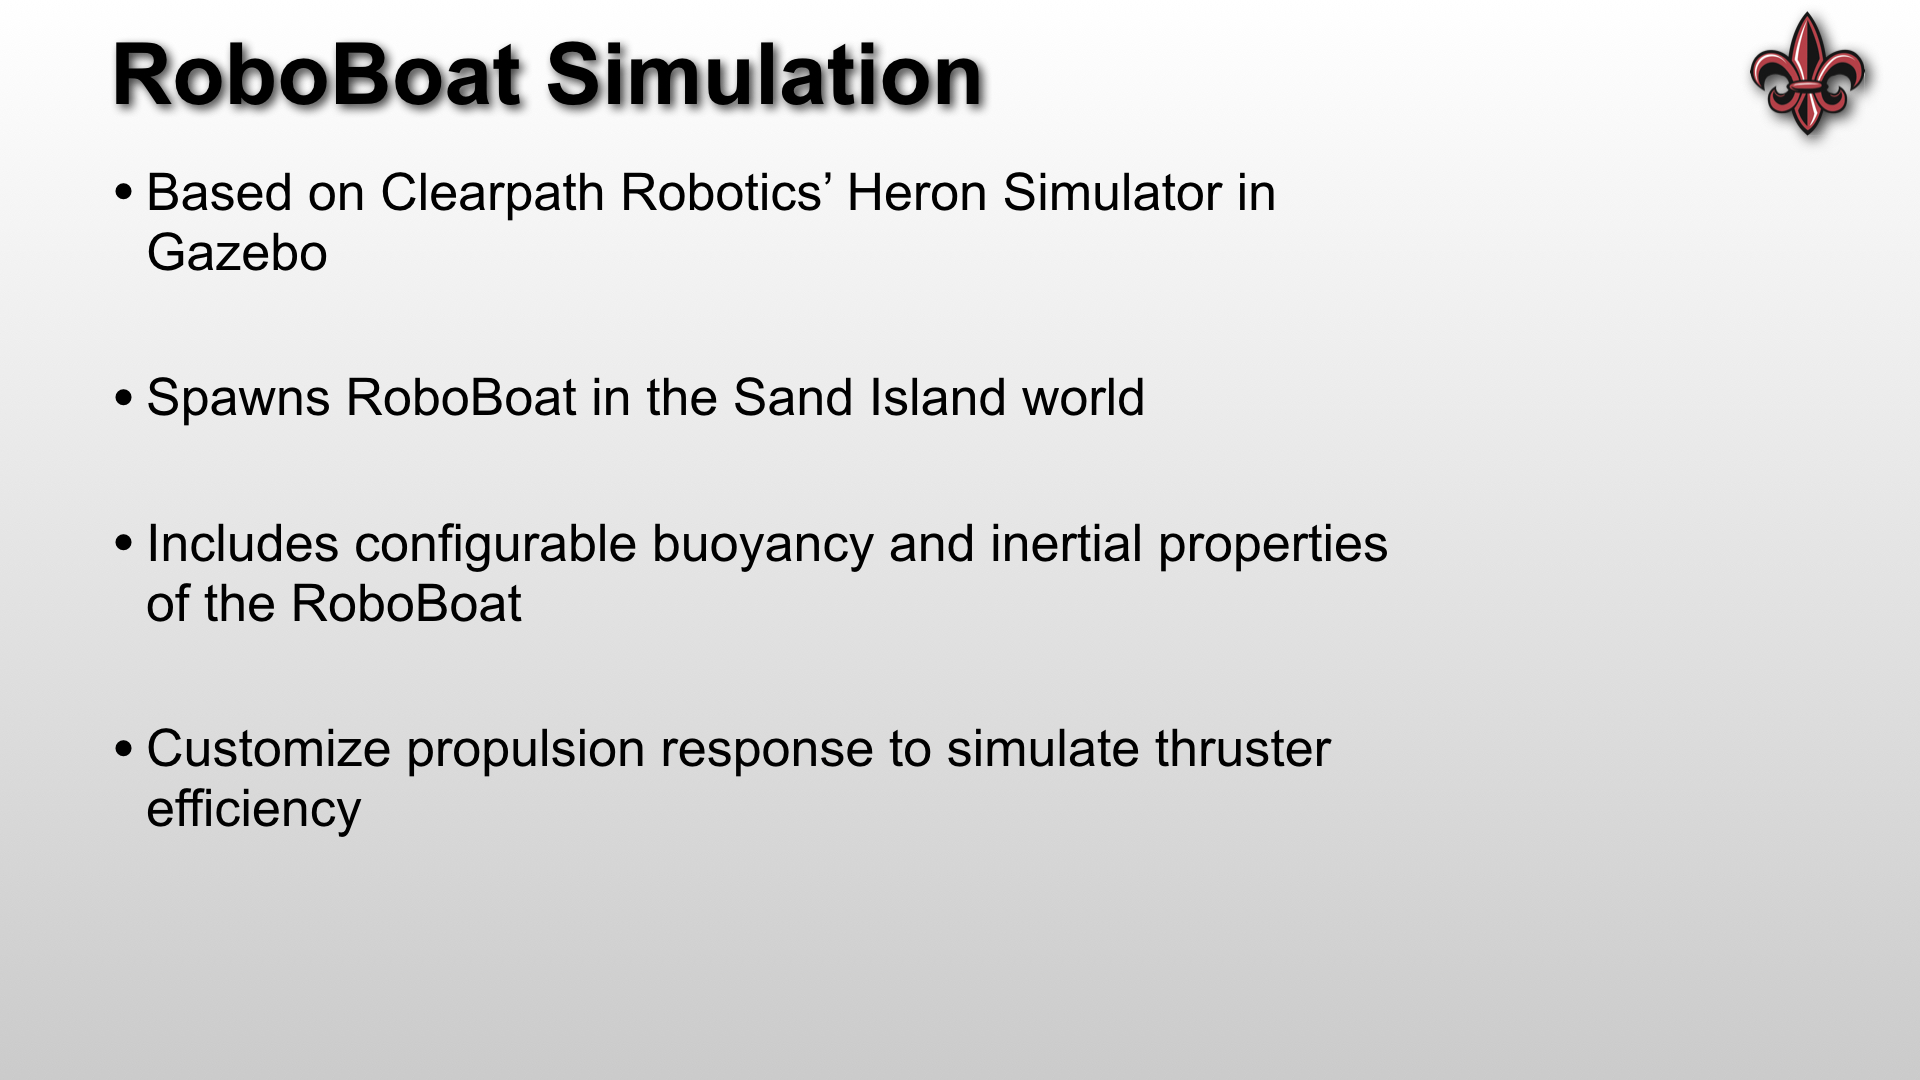 RoboBoat Simulation
• Based on Clearpath Robotics’ Heron Simulator in
Gazebo
• Spawns RoboBoat in the Sand Island world
• Includes configurable buoyancy and inertial properties
of the RoboBoat
• Customize propulsion response to simulate thruster
efficiency